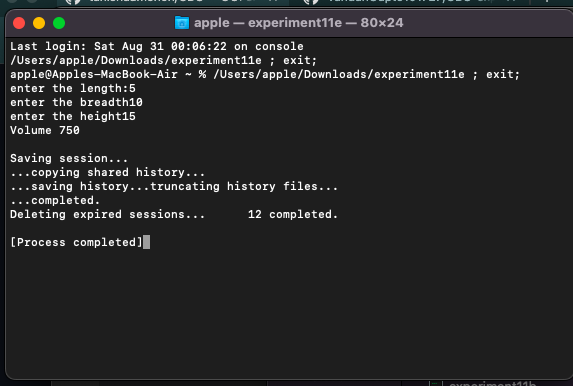 apple — experiment11e — 80×24
Last login: Sat Aug 31 00:06:22 on console
/Users/apple/Downloads/experiment11e ; exit;
apple@Apples-MacBook-Air ~ % /Users/apple/Downloads/experiment11e ; exit;
enter the length:5
enter the breadth10
enter the height15
Volume 750
Saving session...
...copying shared history...
...saving history...truncating history files...
...completed.
Deleting expired sessions...      12 completed.
[Process completed]
experiment11b